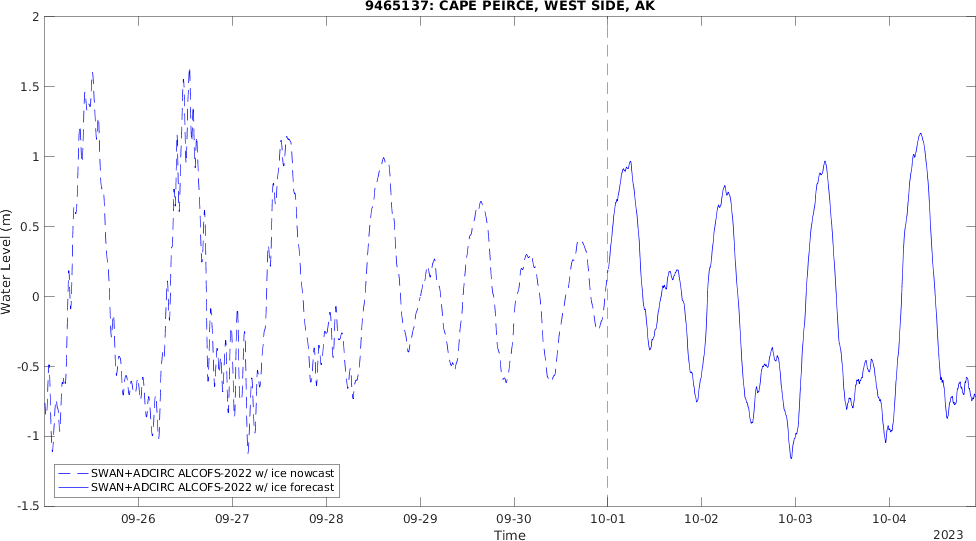 9465137: CAPE PEIRCE, WEST SIDE, AK
2
1.5
1
0.5
0
-0.5
-1
-1.5
Water Level (m)
SWAN+ADCIRC ALCOFS-2022 w/ ice nowcast
SWAN+ADCIRC ALCOFS-2022 w/ ice forecast
09-26 09-27 09-28 09-29 09-30 10-01 10-02 10-03 10-04
Time
2023